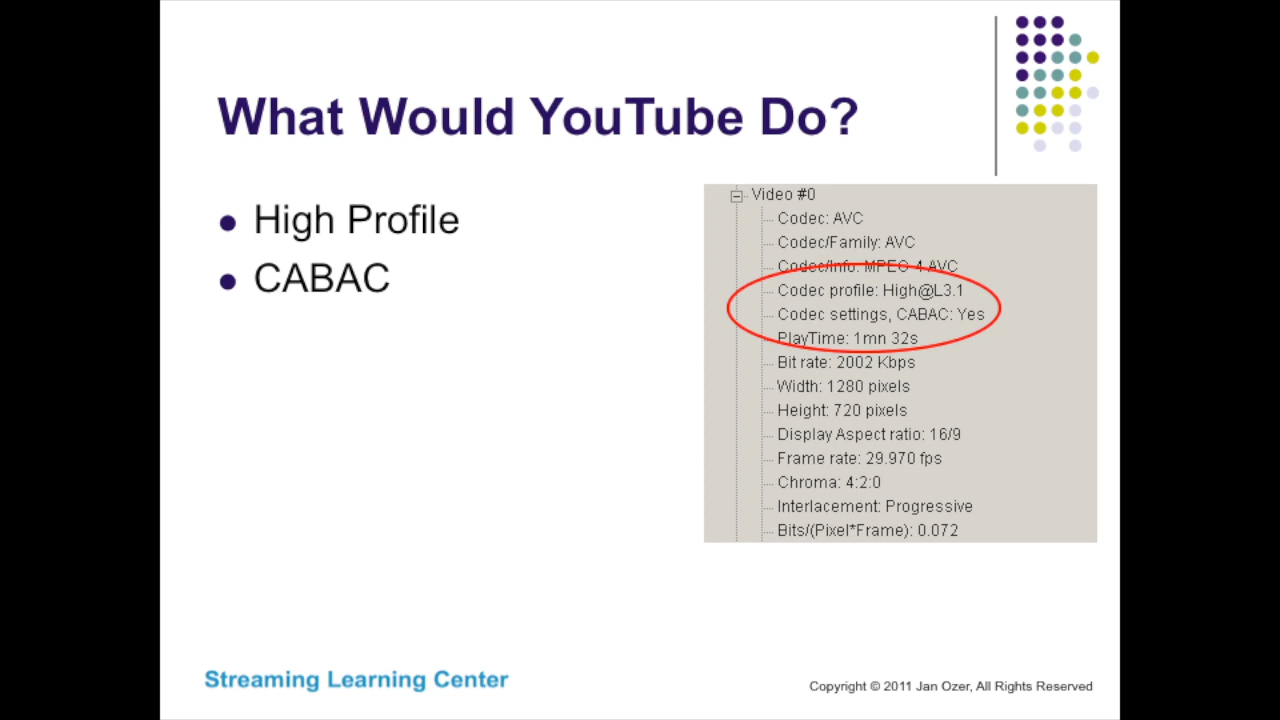 What Would YouTube Do?
High Profile
CABAC
Video #0
Codec: AVC
Codec/Family: AVC
Codec/Info: MPEG-4 AVC
Codec profile: High@L3.1
Codec settings, CABAC: Yes
PlayTime: 1mn 32s
Bit rate: 2002 Kbps
Width: 1280 pixels
Height: 720 pixels
Display Aspect ratio: 16/9
Frame rate: 29.970 fps
Chroma: 4:2:0
Interlacement: Progressive
Bits/(Pixel*Frame): 0.072
Streaming Learning Center
Copyright © 2011 Jan Ozer, All Rights Reserved